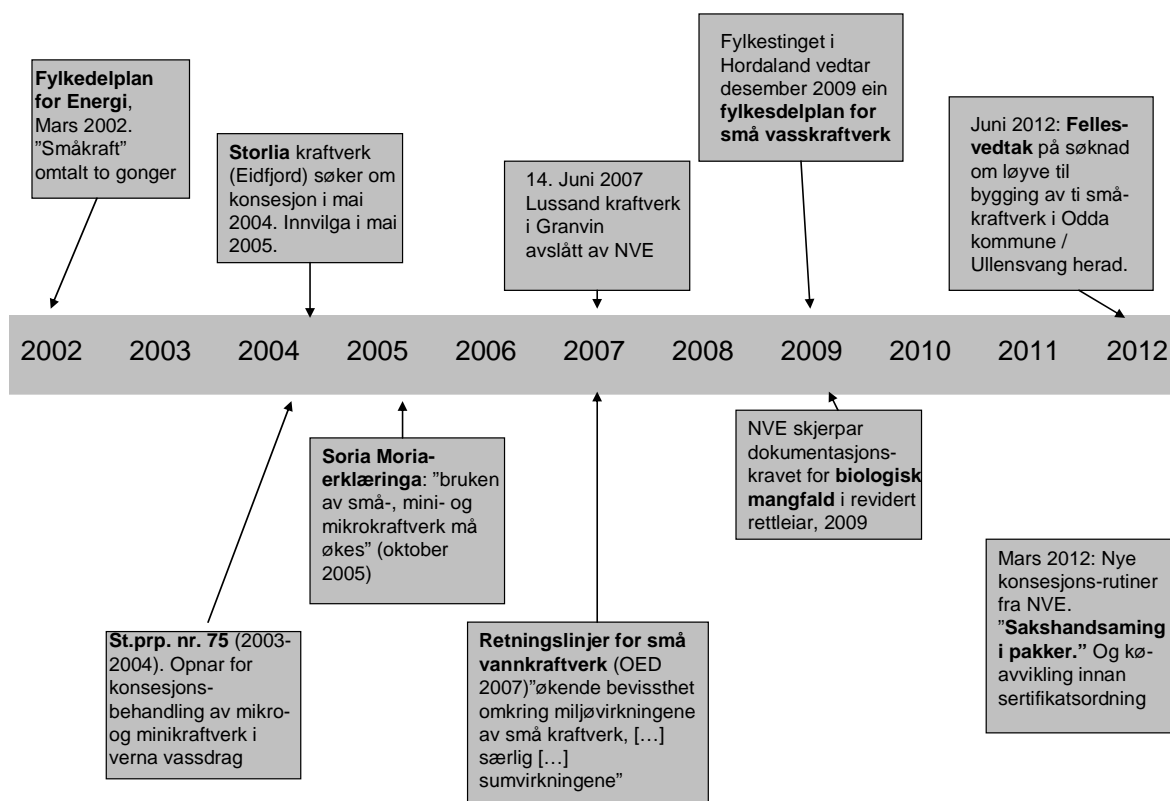 Fylkedelplan
for Energi,
Mars 2002.
”Småkraft”
omtalt to gonger
Storlia kraftverk
(Eidfjord) søker om
konsesjon i mai
2004. Innvilga i mai
2005.
14. Juni 2007
Lussand kraftverk
i Granvin
avslått av NVE
Fylkestinget i
Hordaland vedtar
desember 2009 ein
fylkesdelplan for
små vasskraftverk
Juni 2012: Felles-
vedtak på søknad
om løyve til
bygging av ti små-
kraftverk i Odda
kommune /
Ullensvang herad.
2002 2003 2004 2005 2006 2007 2008 2009 2010 2011 2012
St.prp. nr. 75 (2003-
2004). Opnar for
konsesjons-
behandling av mikro-
og minikraftverk i
verna vassdrag
Soria Moria-
erklæringa: ”bruken
av små-, mini- og
mikrokraftverk må
økes” (oktober
2005)
Retningslinjer for små
vannkraftverk (OED
2007)”økende bevissthet
omkring miljøvirkningene
av små kraftverk, […]
særlig […]
sumvirkningene”
NVE skjerpar
dokumentasjons-
kravet for biologisk
mangfald i revidert
rettleiar, 2009
Mars 2012: Nye
konsesjons-rutiner
fra NVE.
”Sakshandsaming
i pakker.” Og kø-
avvikling innan
sertifikatsordning